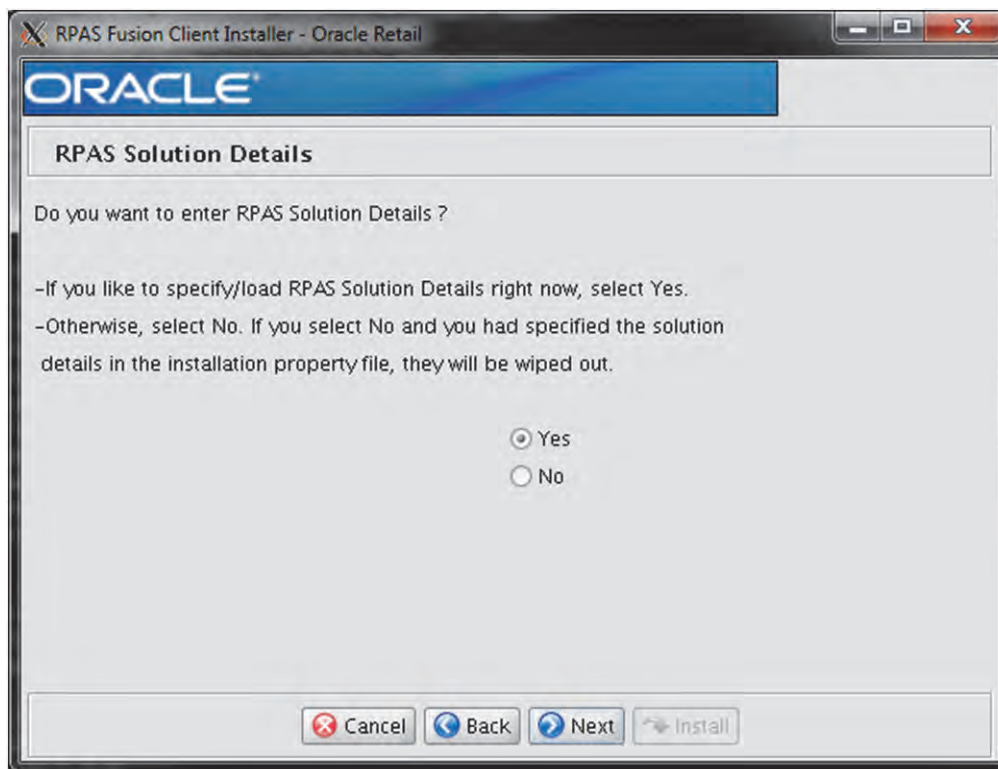 RPAS Fusion Client Installer - Oracle Retail
ORACLE®
RPAS Solution Details
Do you want to enter RPAS Solution Details ?
-If you like to specify/load RPAS Solution Details right now, select Yes.
-Otherwise, select No. If you select No and you had specified the solution
details in the installation property file, they will be wiped out.
Yes
No
Cancel
Back
Next
Install